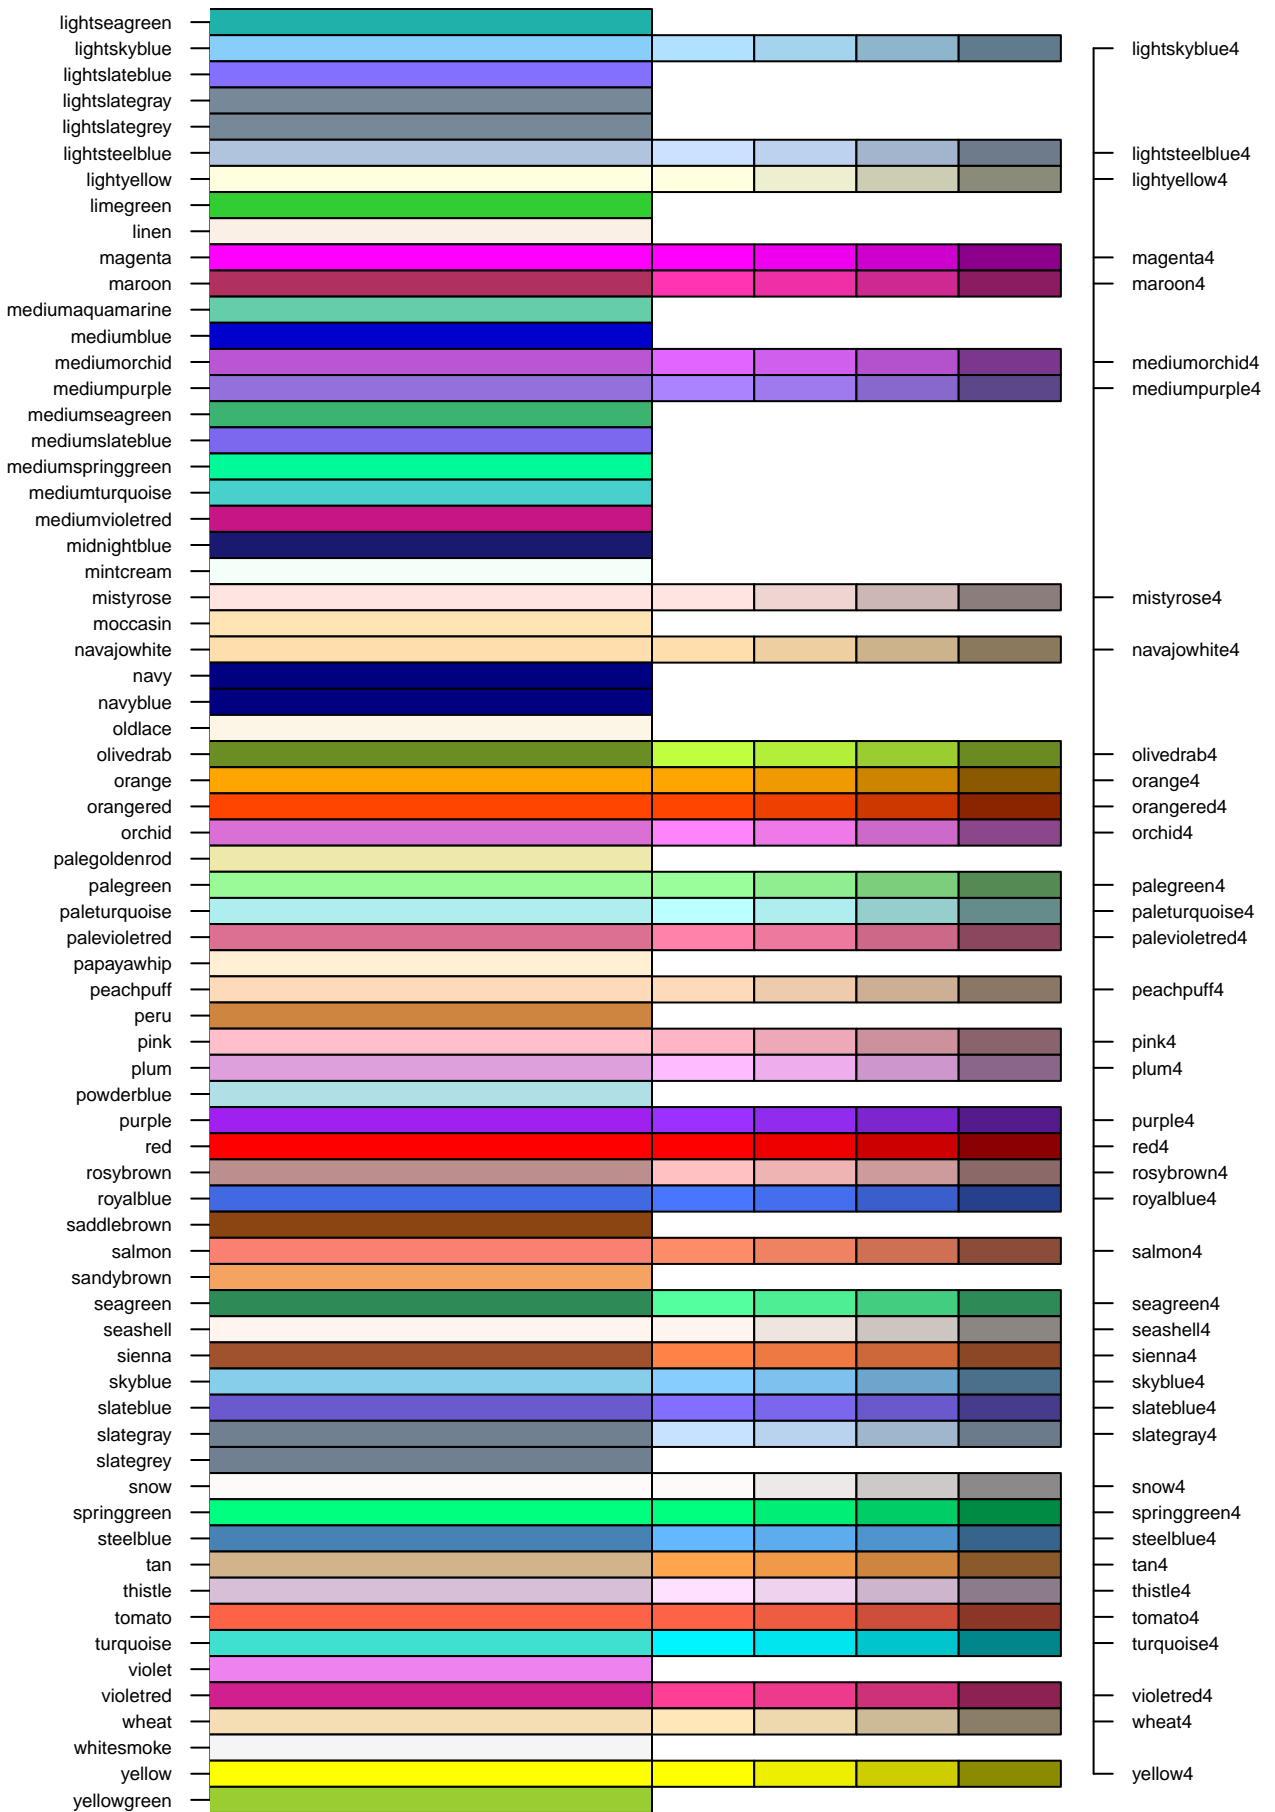 lightseagreen
lightskyblue lightskyblue4
lightslateblue
lightslategray
lightslategrey
lightsteelblue lightsteelblue4
lightyellow lightyellow4
limegreen
linen
magenta magenta4
maroon maroon4
mediumaquamarine
mediumblue
mediumorchid mediumorchid4
mediumpurple mediumpurple4
mediumseagreen
mediumslateblue
mediumspringgreen
mediumturquoise
mediumvioletred
midnightblue
mintcream
mistyrose mistyrose4
moccasin
navajowhite navajowhite4
navy
navyblue
oldlace
olivedrab olivedrab4
orange orange4
orangered orangered4
orchid orchid4
palegoldenrod
palegreen palegreen4
paleturquoise paleturquoise4
palevioletred palevioletred4
papayawhip
peachpuff peachpuff4
peru
pink pink4
plum plum4
powderblue
purple purple4
red red4
rosybrown rosybrown4
royalblue royalblue4
saddlebrown
salmon salmon4
sandybrown
seagreen seagreen4
seashell seashell4
sienna sienna4
skyblue skyblue4
slateblue slateblue4
slategray slategray4
slategrey
snow snow4
springgreen springgreen4
steelblue steelblue4
tan tan4
thistle thistle4
tomato tomato4
turquoise turquoise4
violet
violetred violetred4
wheat wheat4
whitesmoke
yellow yellow4
yellowgreen